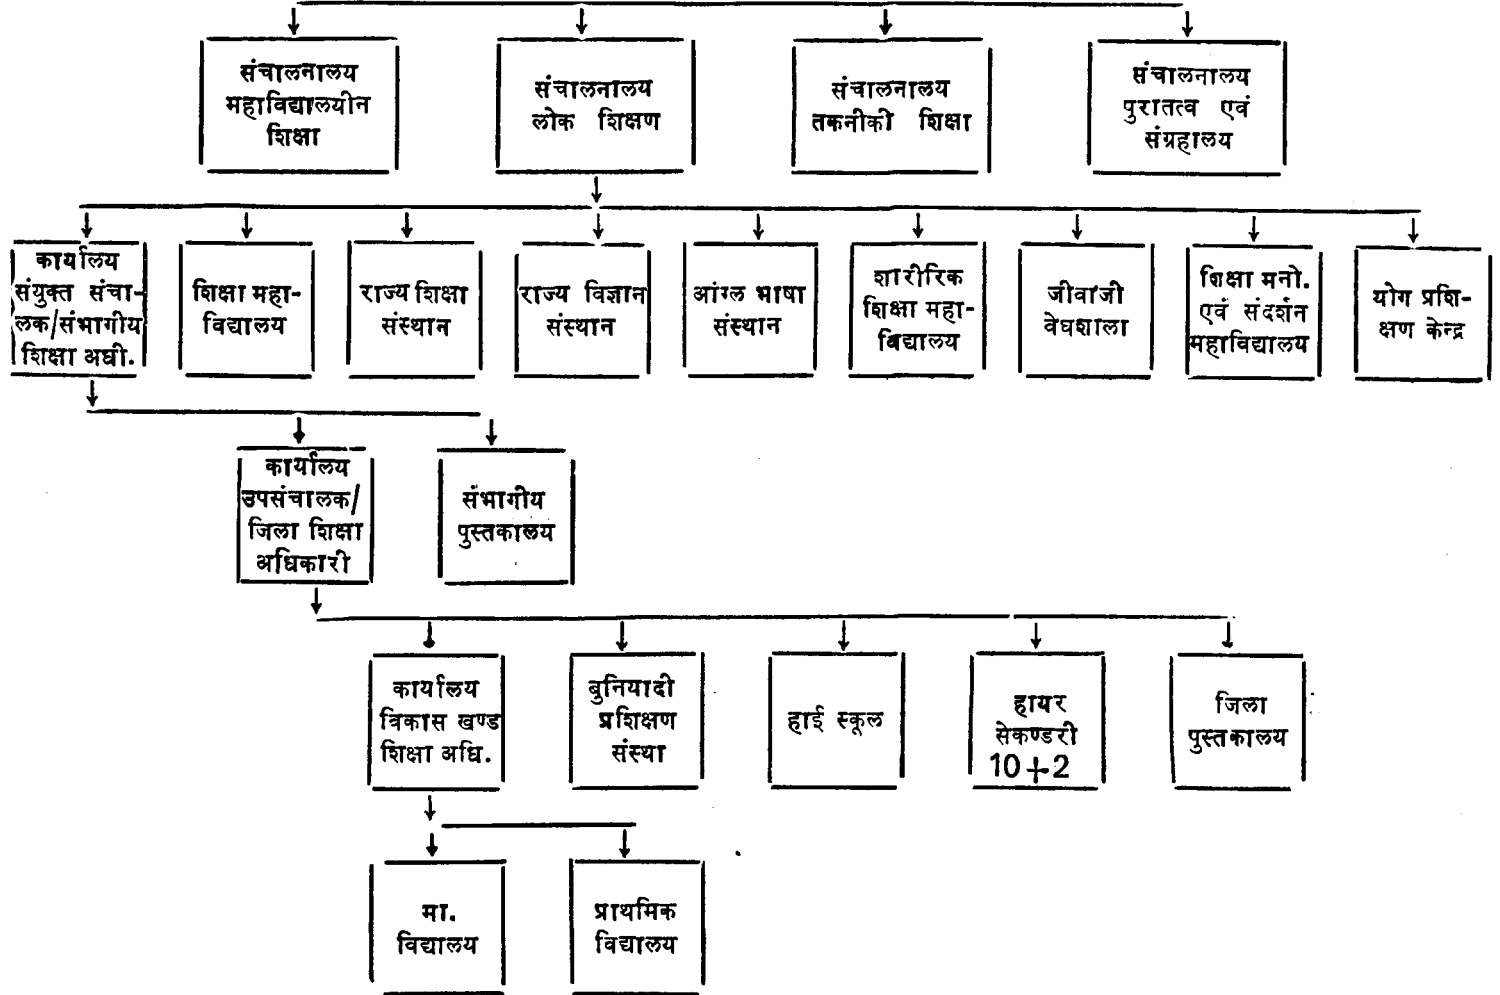 संचालनालय
महाविद्यालयीन
शिक्षा
संचालनालय
लोक शिक्षण
संचालनालय
तकनीकी शिक्षा
संचालनालय
पुरातत्व एवं
संग्रहालय
कार्यालय
संयुक्त संचा-
लक/संभागीय
शिक्षा अधी.
शिक्षा महा-
विद्यालय
राज्य शिक्षा
संस्थान
राज्य विज्ञान
संस्थान
आंग्ल भाषा
संस्थान
शारीरिक
शिक्षा महा-
विद्यालय
जीवाजी
वेधशाला
शिक्षा मनो.
एवं संदर्शन
महाविद्यालय
योग प्रशि-
क्षण केन्द्र
कार्यालय
उपसंचालक/
जिला शिक्षा
अधिकारी
संभागीय
पुस्तकालय
कार्यालय
विकास खण्ड
शिक्षा अधि.
बुनियादी
प्रशिक्षण
संस्था
हाई स्कूल
हायर
सेकण्डरी
10+2
जिला
पुस्तकालय
मा.
विद्यालय
प्राथमिक
विद्यालय